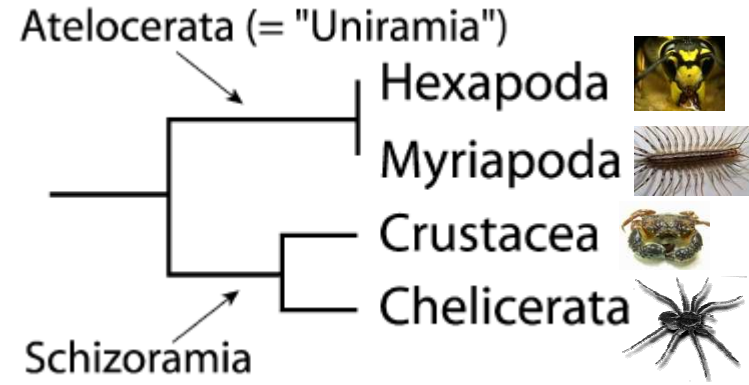 Atelocerata (= "Uniramia")
Hexapoda
Myriapoda
Crustacea
Chelicerata
Schizoramia